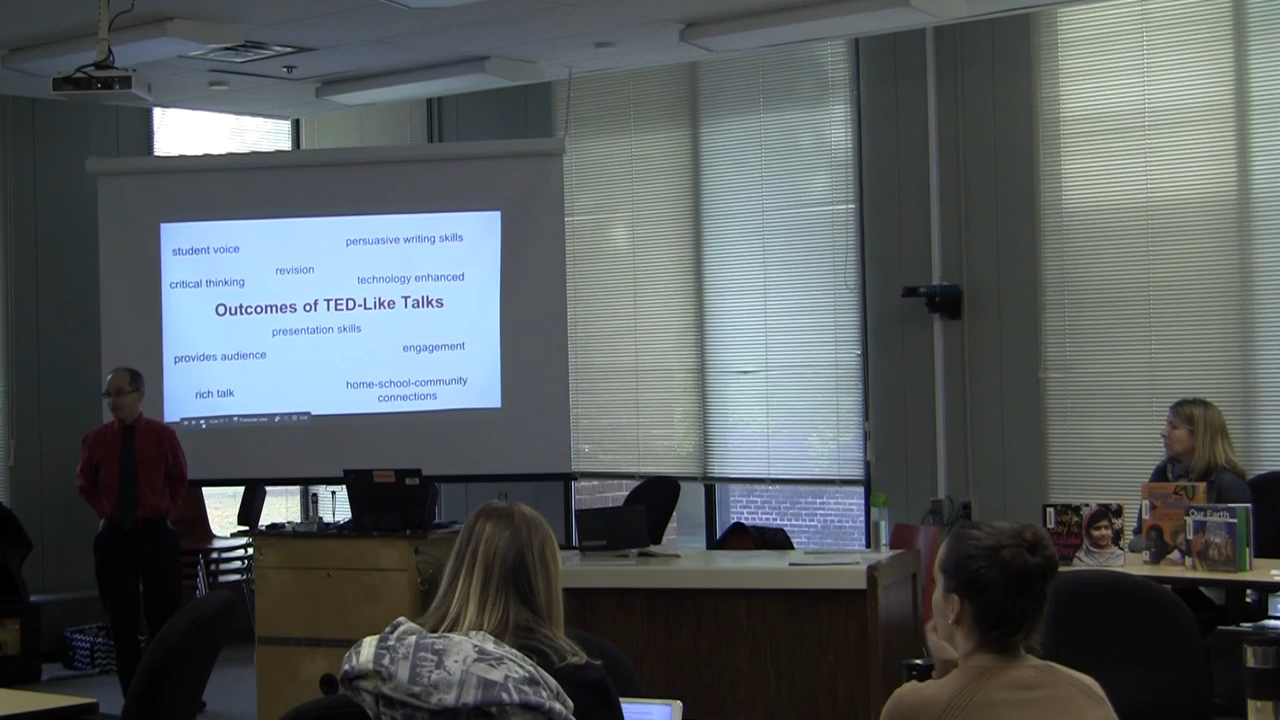 student voice
persuasive writing skills
revision
critical thinking
technology enhanced
Outcomes of TED-Like Talks
presentation skills
provides audience
engagement
rich talk
home-school-community
connections
Our Earth